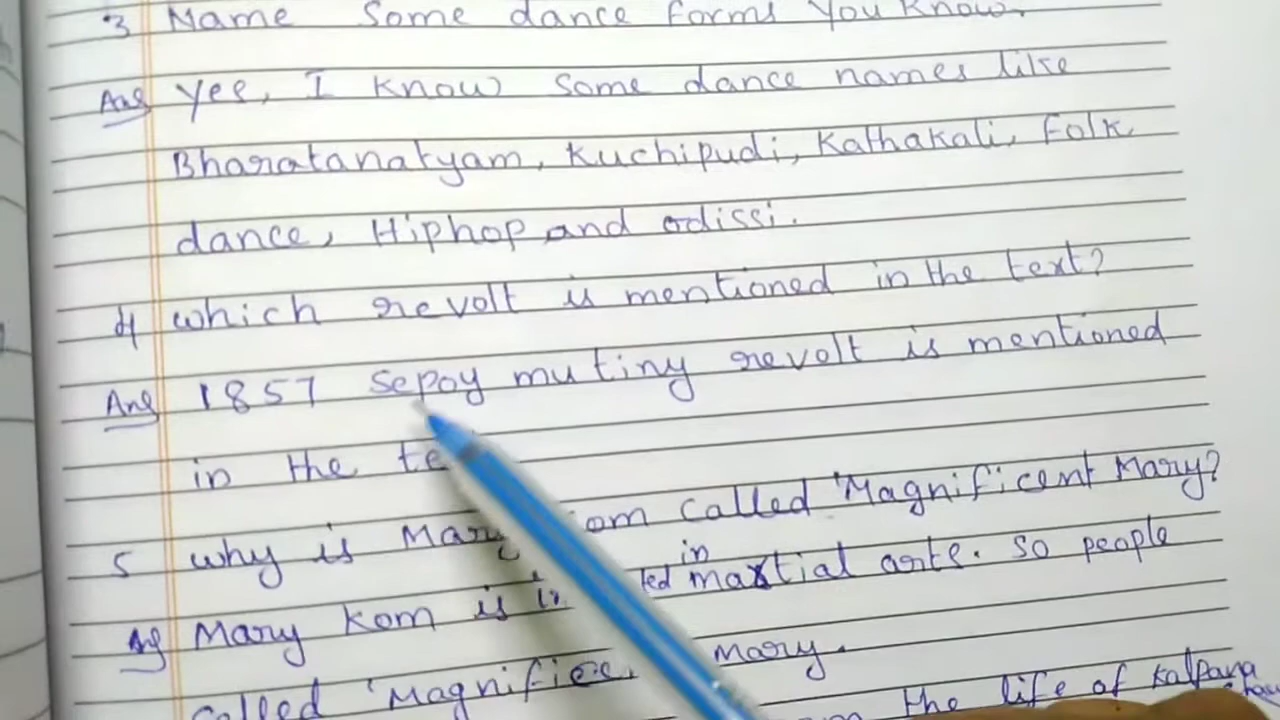 3 Name Some dance forms You Know.
Ans Yes, I Know Some dance names like
Bharatanatyam, Kuchipudi, Kathakali, Folk
dance, Hiphop and odissi.
4 which revolt is mentioned in the text?
Ans 1857 Sepoy mutiny revolt is mentioned
in the
5 why is Mary kom called 'Magnificent Mary?
in
Ans Mary Kom is martial arts. So people
called 'Magnific Mary.
the life of Kalpana